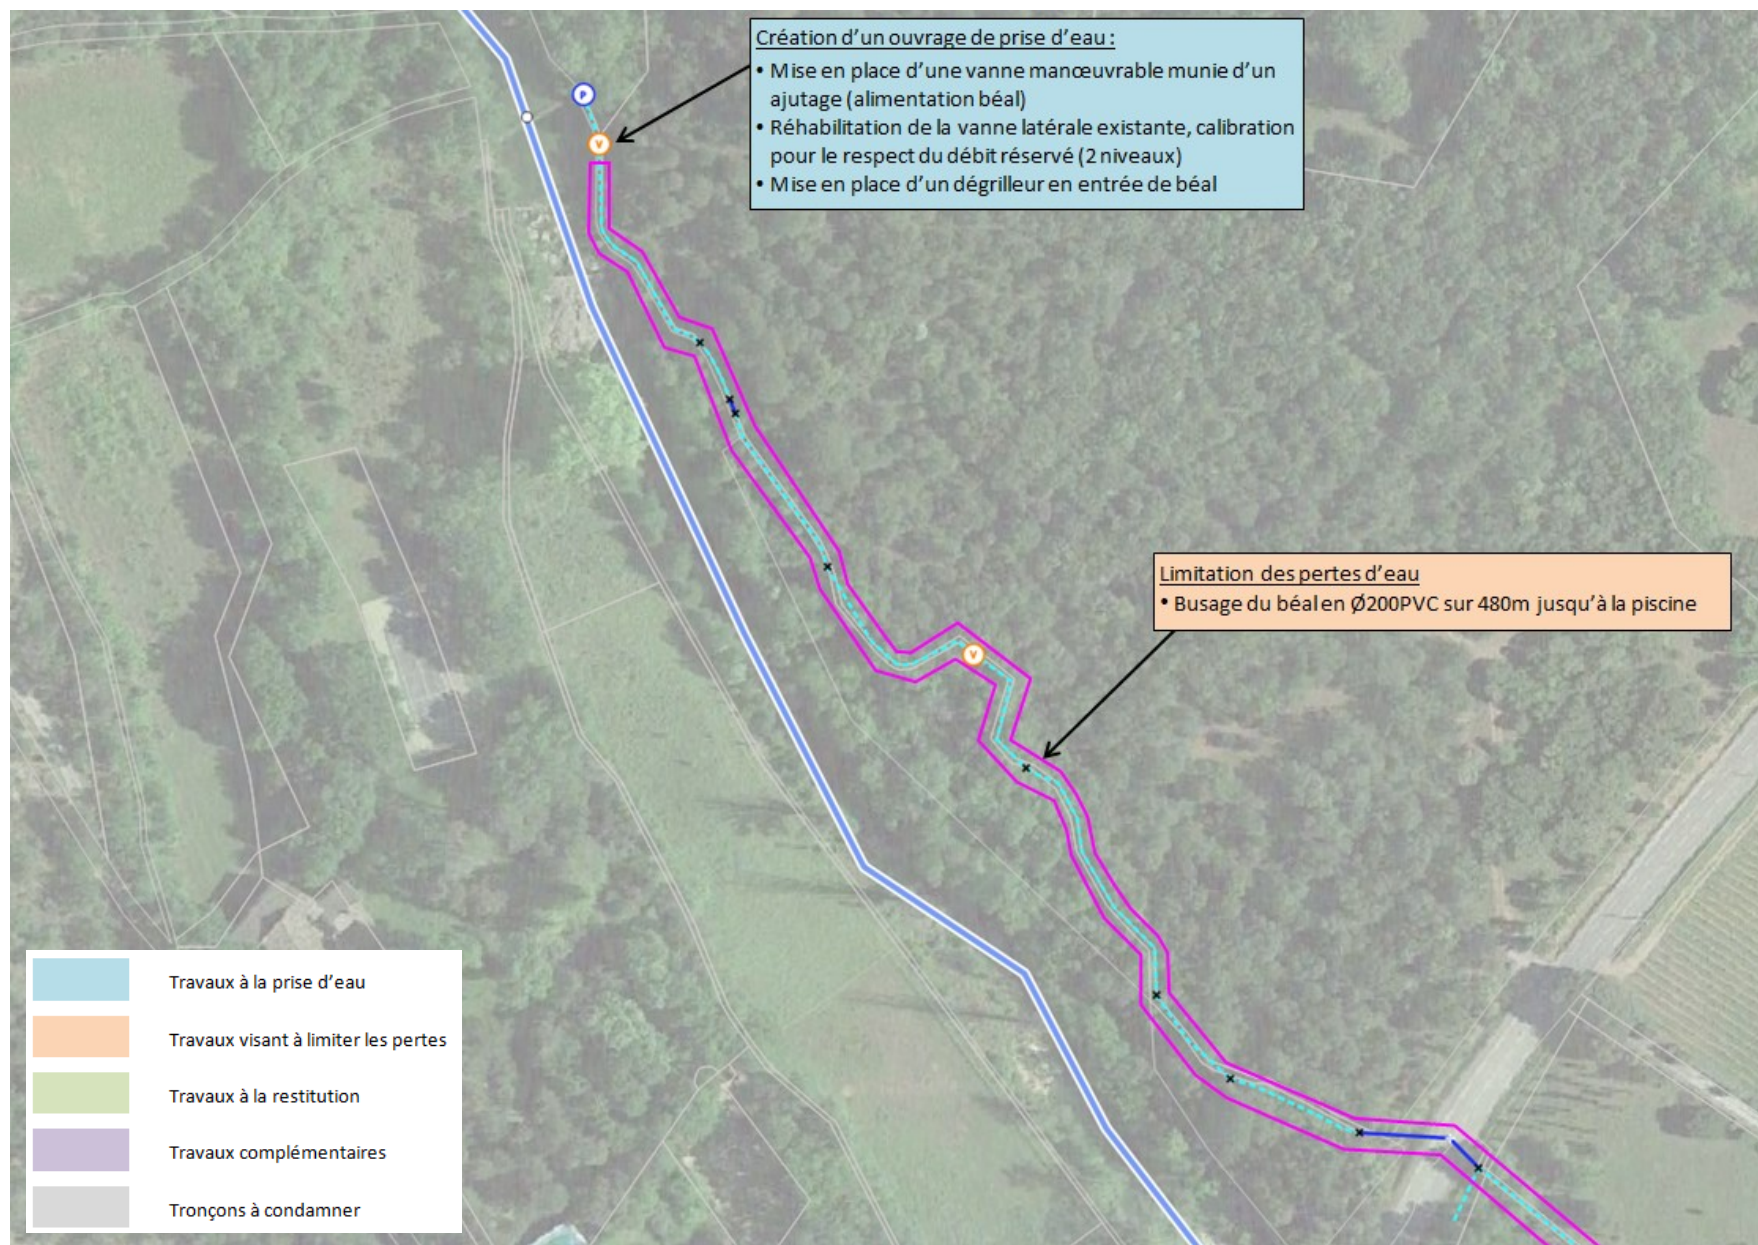 Création d’un ouvrage de prise d’eau :
• Mise en place d’une vanne manœuvrable munie d’un
ajutage (alimentation béal)
• Réhabilitation de la vanne latérale existante, calibration
pour le respect du débit réservé (2 niveaux)
• Mise en place d’un dégrilleur en entrée de béal
P
V
Limitation des pertes d’eau
• Busage du béal en Ø200PVC sur 480m jusqu’à la piscine
V
Travaux à la prise d’eau
Travaux visant à limiter les pertes
Travaux à la restitution
Travaux complémentaires
Tronçons à condamner